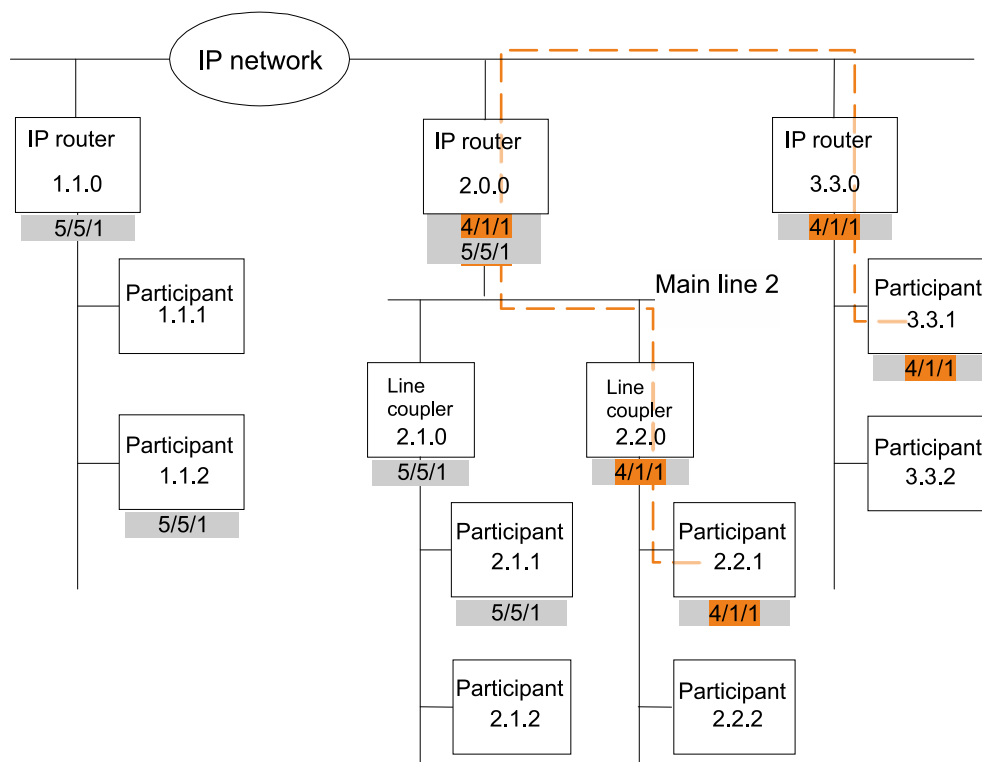 IP network
IP router
1.1.0
5/5/1
Participant
1.1.1
Participant
1.1.2
5/5/1
IP router
2.0.0
4/1/1
5/5/1
Main line 2
Line
coupler
2.1.0
5/5/1
Participant
2.1.1
5/5/1
Participant
2.1.2
Line
coupler
2.2.0
4/1/1
Participant
2.2.1
4/1/1
Participant
2.2.2
IP router
3.3.0
4/1/1
Participant
3.3.1
4/1/1
Participant
3.3.2